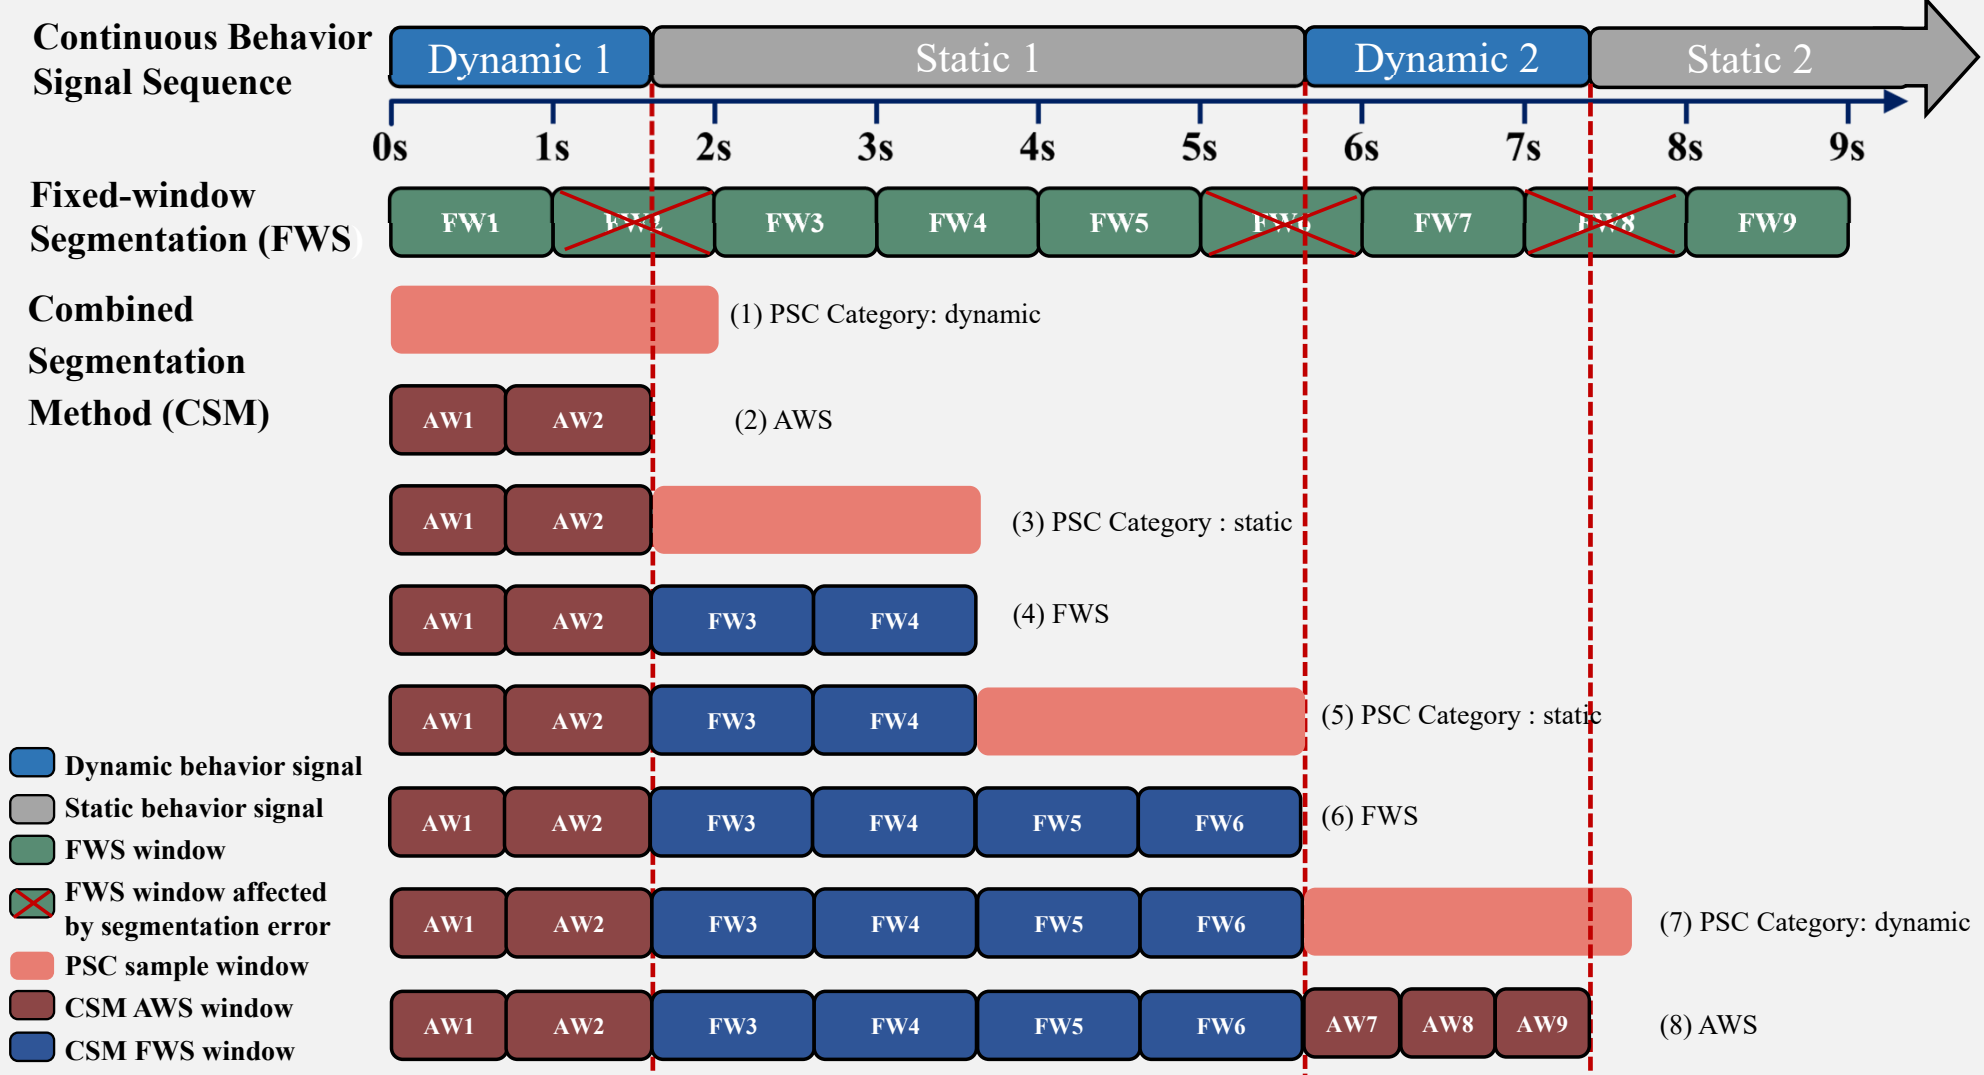 Continuous Behavior
Signal Sequence
Dynamic 1
Static 1
Dynamic 2
Static 2
0s 1s 2s 3s 4s 5s 6s 7s 8s 9s
Fixed-window
Segmentation (FWS)
FW1 FW2 FW3 FW4 FW5 FW6 FW7 FW8 FW9
Combined
Segmentation
Method (CSM)
(1) PSC Category: dynamic
AW1 AW2 (2) AWS
AW1 AW2 (3) PSC Category : static
AW1 AW2 FW3 FW4 (4) FWS
AW1 AW2 FW3 FW4 (5) PSC Category : static
AW1 AW2 FW3 FW4 FW5 FW6 (6) FWS
AW1 AW2 FW3 FW4 FW5 FW6 (7) PSC Category: dynamic
AW1 AW2 FW3 FW4 FW5 FW6 AW7 AW8 AW9 (8) AWS
Dynamic behavior signal
Static behavior signal
FWS window
FWS window affected
by segmentation error
PSC sample window
CSM AWS window
CSM FWS window